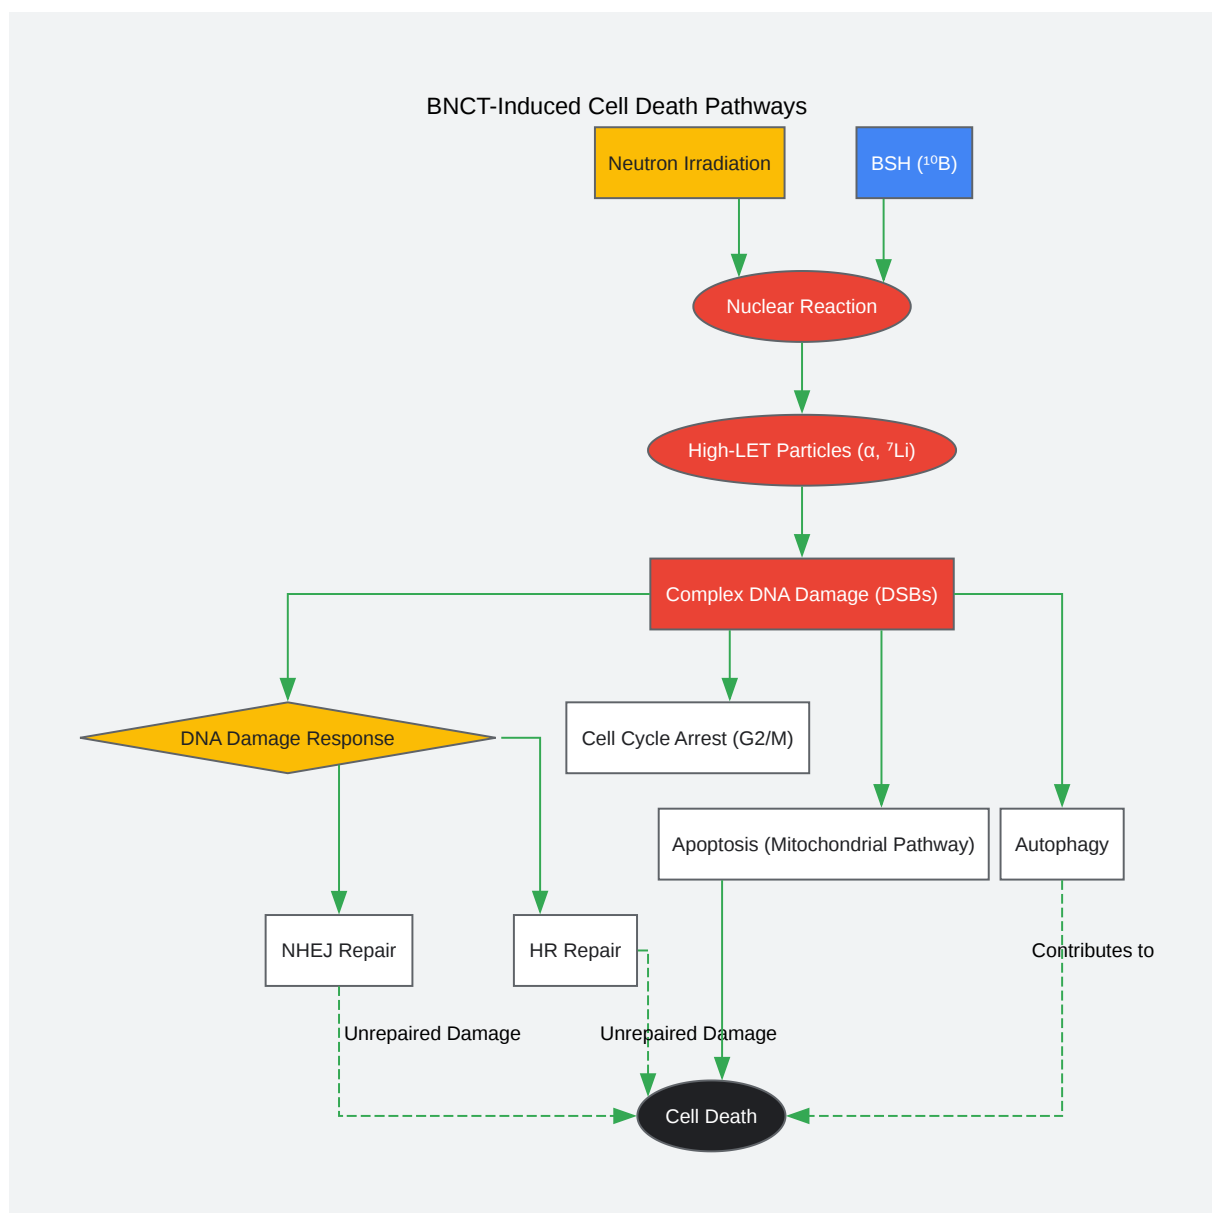 BNCT-Induced Cell Death Pathways
Neutron Irradiation
BSH (¹⁰B)
Nuclear Reaction
High-LET Particles (α, ⁷Li)
Complex DNA Damage (DSBs)
DNA Damage Response
Cell Cycle Arrest (G2/M)
Apoptosis (Mitochondrial Pathway)
Autophagy
NHEJ Repair
HR Repair
Contributes to
Unrepaired Damage
Unrepaired Damage
Cell Death